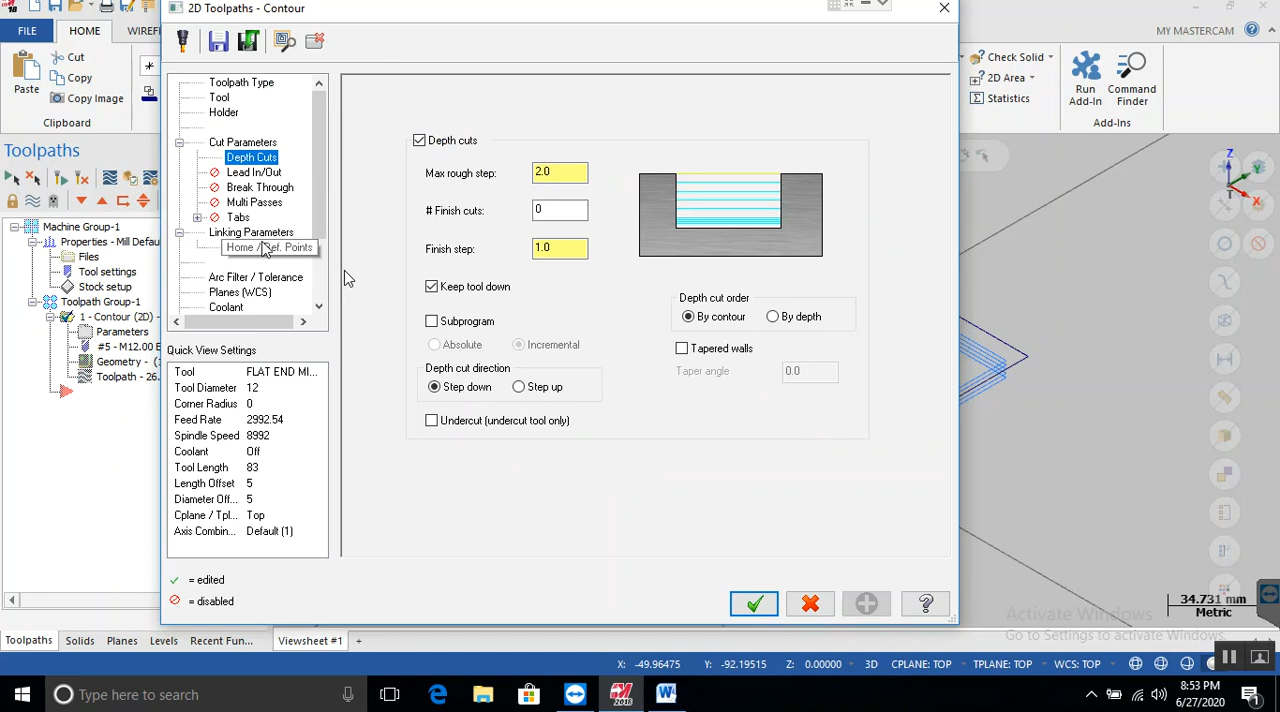 2D Toolpaths - Contour
FILE
HOME
WIREF
MY MASTERCAM
Paste
Cut
Copy
Copy Image
Clipboard
Check Solid
2D Area
Statistics
Run
Add-In
Command
Finder
Add-Ins
Toolpaths
Machine Group-1
Properties - Mill Defau
Files
Tool settings
Stock setup
Toolpath Group-1
1 - Contour (2D) -
Parameters
#5 - M12.00 E
Geometry - (
Toolpath - 26.
Toolpath Type
Tool
Holder
Cut Parameters
Depth Cuts
Lead In/Out
Break Through
Multi Passes
Tabs
Linking Parameters
Home / Ref. Points
Arc Filter / Tolerance
Planes (WCS)
Coolant
Quick View Settings
Tool FLAT END MI...
Tool Diameter 12
Corner Radius 0
Feed Rate 2992.54
Spindle Speed 8992
Coolant Off
Tool Length 83
Length Offset 5
Diameter Off... 5
Cplane / Tpl... Top
Axis Combin... Default (1)
= edited
= disabled
Depth cuts
Max rough step: 2.0
# Finish cuts: 0
Finish step: 1.0
Keep tool down
Subprogram
Absolute Incremental
Depth cut direction
Step down Step up
Undercut (undercut tool only)
Depth cut order
By contour By depth
Tapered walls
Taper angle 0.0
Z
Y
X
T
34.731 mm
Metric
Activate Windows
Go to Settings to activate Windows.
Toolpaths Solids Planes Levels Recent Fun... Viewsheet #1 +
X: -49.96475 Y: -92.19515 Z: 0.00000 3D CPLANE: TOP TPLANE: TOP WCS: TOP
Type here to search
2018
8:53 PM
6/27/2020
1